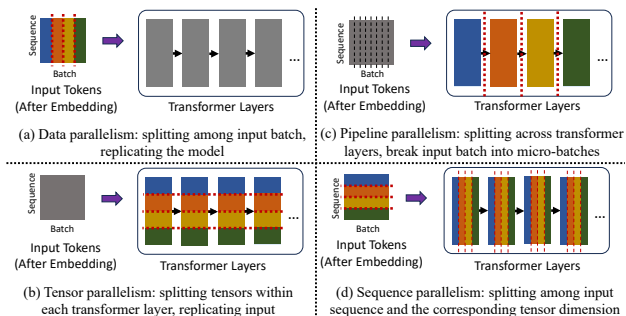 Sequence
Batch
Input Tokens
(After Embedding)
...
Transformer Layers
(a) Data parallelism: splitting among input batch,
replicating the model
Sequence
Batch
Input Tokens
(After Embedding)
...
Transformer Layers
(c) Pipeline parallelism: splitting across transformer
layers, break input batch into micro-batches
Sequence
Batch
Input Tokens
(After Embedding)
...
Transformer Layers
(b) Tensor parallelism: splitting tensors within
each transformer layer, replicating input
Sequence
Batch
Input Tokens
(After Embedding)
...
Transformer Layers
(d) Sequence parallelism: splitting among input
sequence and the corresponding tensor dimension